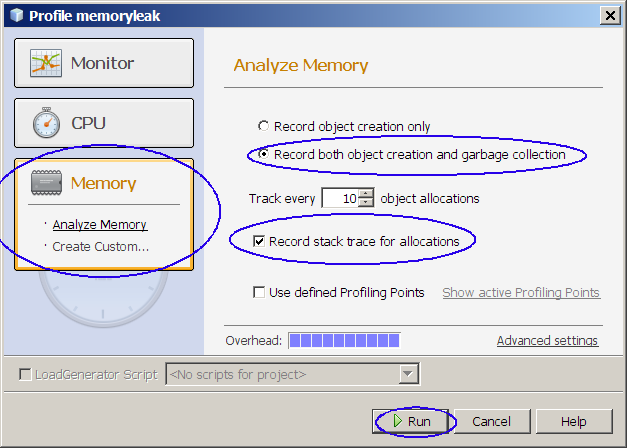 Profile memoryleak
Monitor
CPU
Memory
Analyze Memory
Create Custom...
Analyze Memory
Record object creation only
Record both object creation and garbage collection
Track every 10 object allocations
Record stack trace for allocations
Use defined Profiling Points Show active Profiling Points
Overhead: Advanced settings
LoadGenerator Script <No scripts for project>
Run Cancel Help